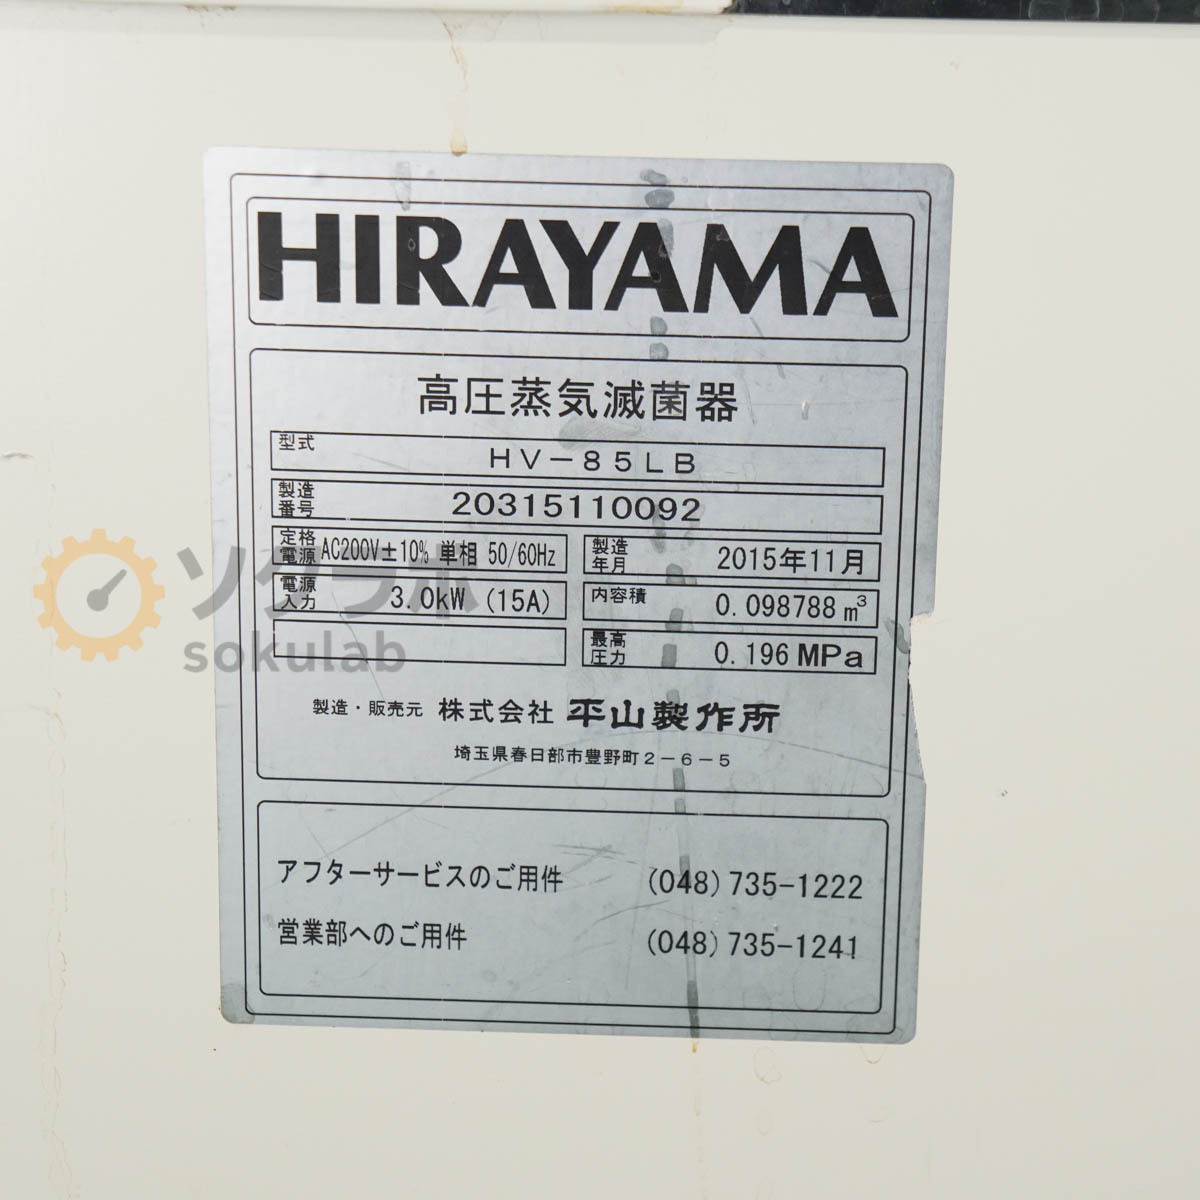 HIRAYAMA
高圧蒸気滅菌器
型式 HV-85LB
製造番号 20315110092
定格電源 AC200V±10% 単相 50/60Hz
製造年月 2015年11月
電源入力 3.0kW (15A)
内容積 0.098788 m³
最高圧力 0.196 MPa
製造・販売元 株式会社 平山製作所
埼玉県春日部市豊野町2-6-5
アフターサービスのご用件 (048)735-1222
営業部へのご用件 (048)735-1241
ソクラボ
sokulab